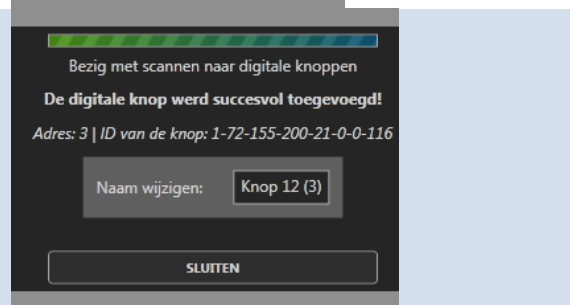 Bezig met scannen naar digitale knoppen
De digitale knop werd succesvol toegevoegd!
Adres: 3 | ID van de knop: 1-72-155-200-21-0-0-116
Naam wijzigen: Knop 12 (3)
SLUITEN